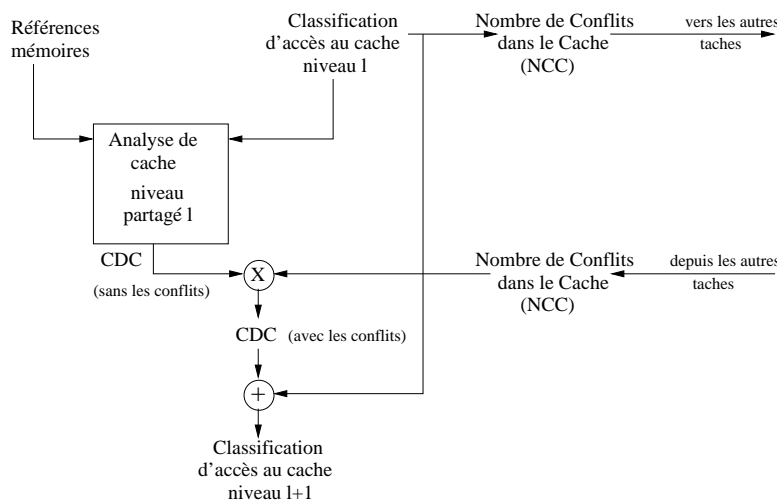 Références
mémoires
Classification
d'accès au cache
niveau l
Nombre de Conflits
dans le Cache
(NCC)
vers les autres
taches
Analyse de
cache
niveau
partagé l
CDC
(sans les conflits)
X
Nombre de Conflits
dans le Cache
(NCC)
depuis les autres
taches
CDC (avec les conflits)
+
Classification
d'accès au cache
niveau l+1